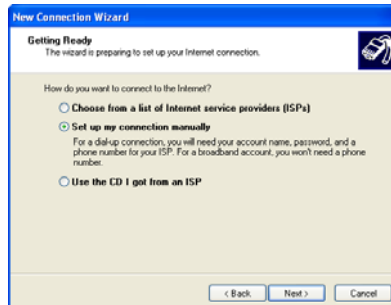 New Connection Wizard
Getting Ready
The wizard is preparing to set up your Internet connection.
How do you want to connect to the Internet?
Choose from a list of Internet service providers (ISPs)
Set up my connection manually
For a dial-up connection, you will need your account name, password, and a
phone number for your ISP. For a broadband account, you won't need a phone
number.
Use the CD I got from an ISP
< Back
Next >
Cancel